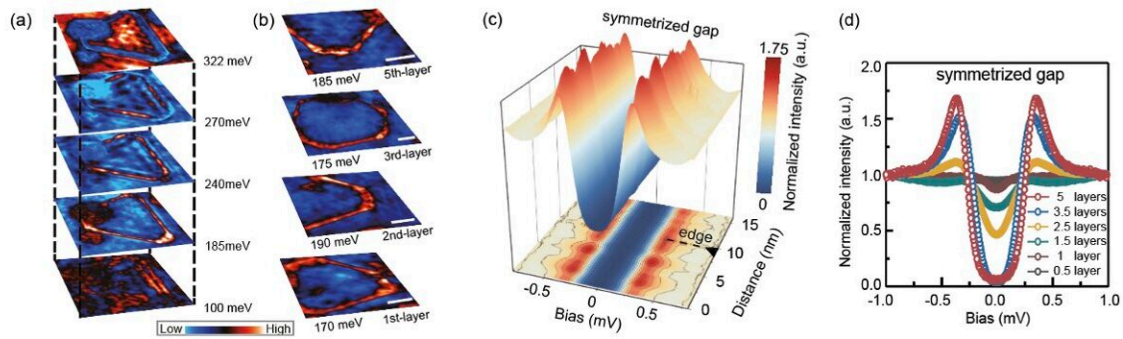 (a)
322 meV
270meV
240meV
185meV
100 meV
Low
High
(b)
185 meV
5th-layer
175 meV
3rd-layer
190 meV
2nd-layer
170 meV
1st-layer
(c)
symmetrized gap
1.75
0
Normalized intensity (a.u.)
15
10
5
0
edge
Distance (nm)
-0.5
0
0.5
Bias (mV)
(d)
symmetrized gap
2.0
1.5
1.0
0.5
0.0
Normalized intensity (a.u.)
5 layers
3.5 layers
2.5 layers
1.5 layers
1 layer
0.5 layer
-1.0
-0.5
0.0
0.5
1.0
Bias (mV)